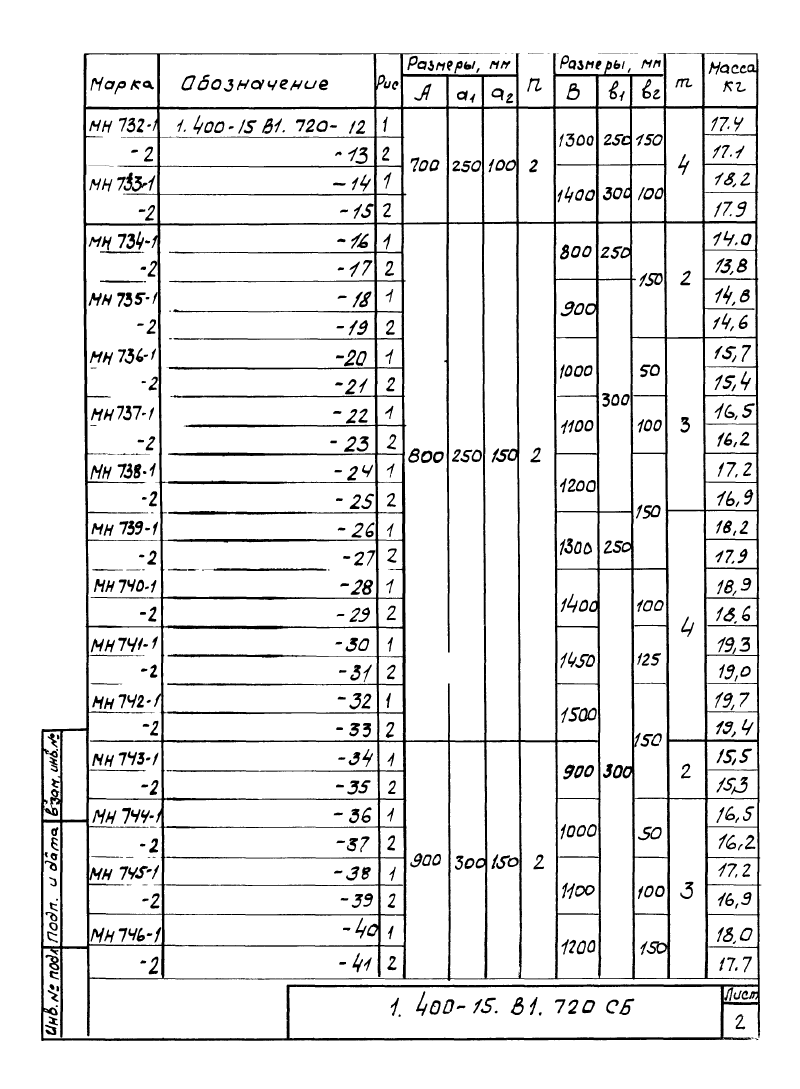 Марка Обозначение Рис Размеры, мм n Размеры, мм m Масса кг
A a1 a2 B b1 b2
МН 732-1 1.400-15 В1. 720- 12 1 700 250 100 2 1300 250 150 4 17.4
-2 -13 2 17.1
МН 733-1 -14 1 1400 300 100 18,2
-2 -15 2 17.9
МН 734-1 -16 1 800 250 150 2 800 250 150 2 14.0
-2 -17 2 13,8
МН 735-1 -18 1 900 300 14,8
-2 -19 2 14,6
МН 736-1 -20 1 1000 50 3 15,7
-2 -21 2 15,4
МН 737-1 -22 1 1100 100 16,5
-2 -23 2 16,2
МН 738-1 -24 1 1200 150 17,2
-2 -25 2 16,9
МН 739-1 -26 1 1300 250 4 18,2
-2 -27 2 17.9
МН 740-1 -28 1 1400 300 100 18,9
-2 -29 2 18.6
МН 741-1 -30 1 1450 125 19,3
-2 -31 2 19,0
МН 742-1 -32 1 1500 150 19,7
-2 -33 2 19,4
МН 743-1 -34 1 900 300 150 2 900 2 15,5
-2 -35 2 15,3
МН 744-1 -36 1 1000 50 3 16,5
-2 -37 2 16,2
МН 745-1 -38 1 1100 100 17,2
-2 -39 2 16,9
МН 746-1 -40 1 1200 150 18,0
-2 -41 2 17.7
Взам. инв. №
Подп. и дата
Инв. № подл
1. 400-15. В1. 720 СБ
Лист
2